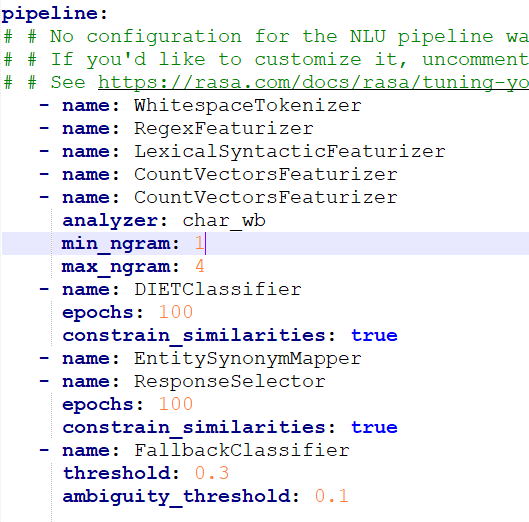 pipeline:
# # No configuration for the NLU pipeline wa
# # If you'd like to customize it, uncomment
# # See https://rasa.com/docs/rasa/tuning-yo
   - name: WhitespaceTokenizer
   - name: RegexFeaturizer
   - name: LexicalSyntacticFeaturizer
   - name: CountVectorsFeaturizer
   - name: CountVectorsFeaturizer
     analyzer: char_wb
     min_ngram: 1
     max_ngram: 4
   - name: DIETClassifier
     epochs: 100
     constrain_similarities: true
   - name: EntitySynonymMapper
   - name: ResponseSelector
     epochs: 100
     constrain_similarities: true
   - name: FallbackClassifier
     threshold: 0.3
     ambiguity_threshold: 0.1